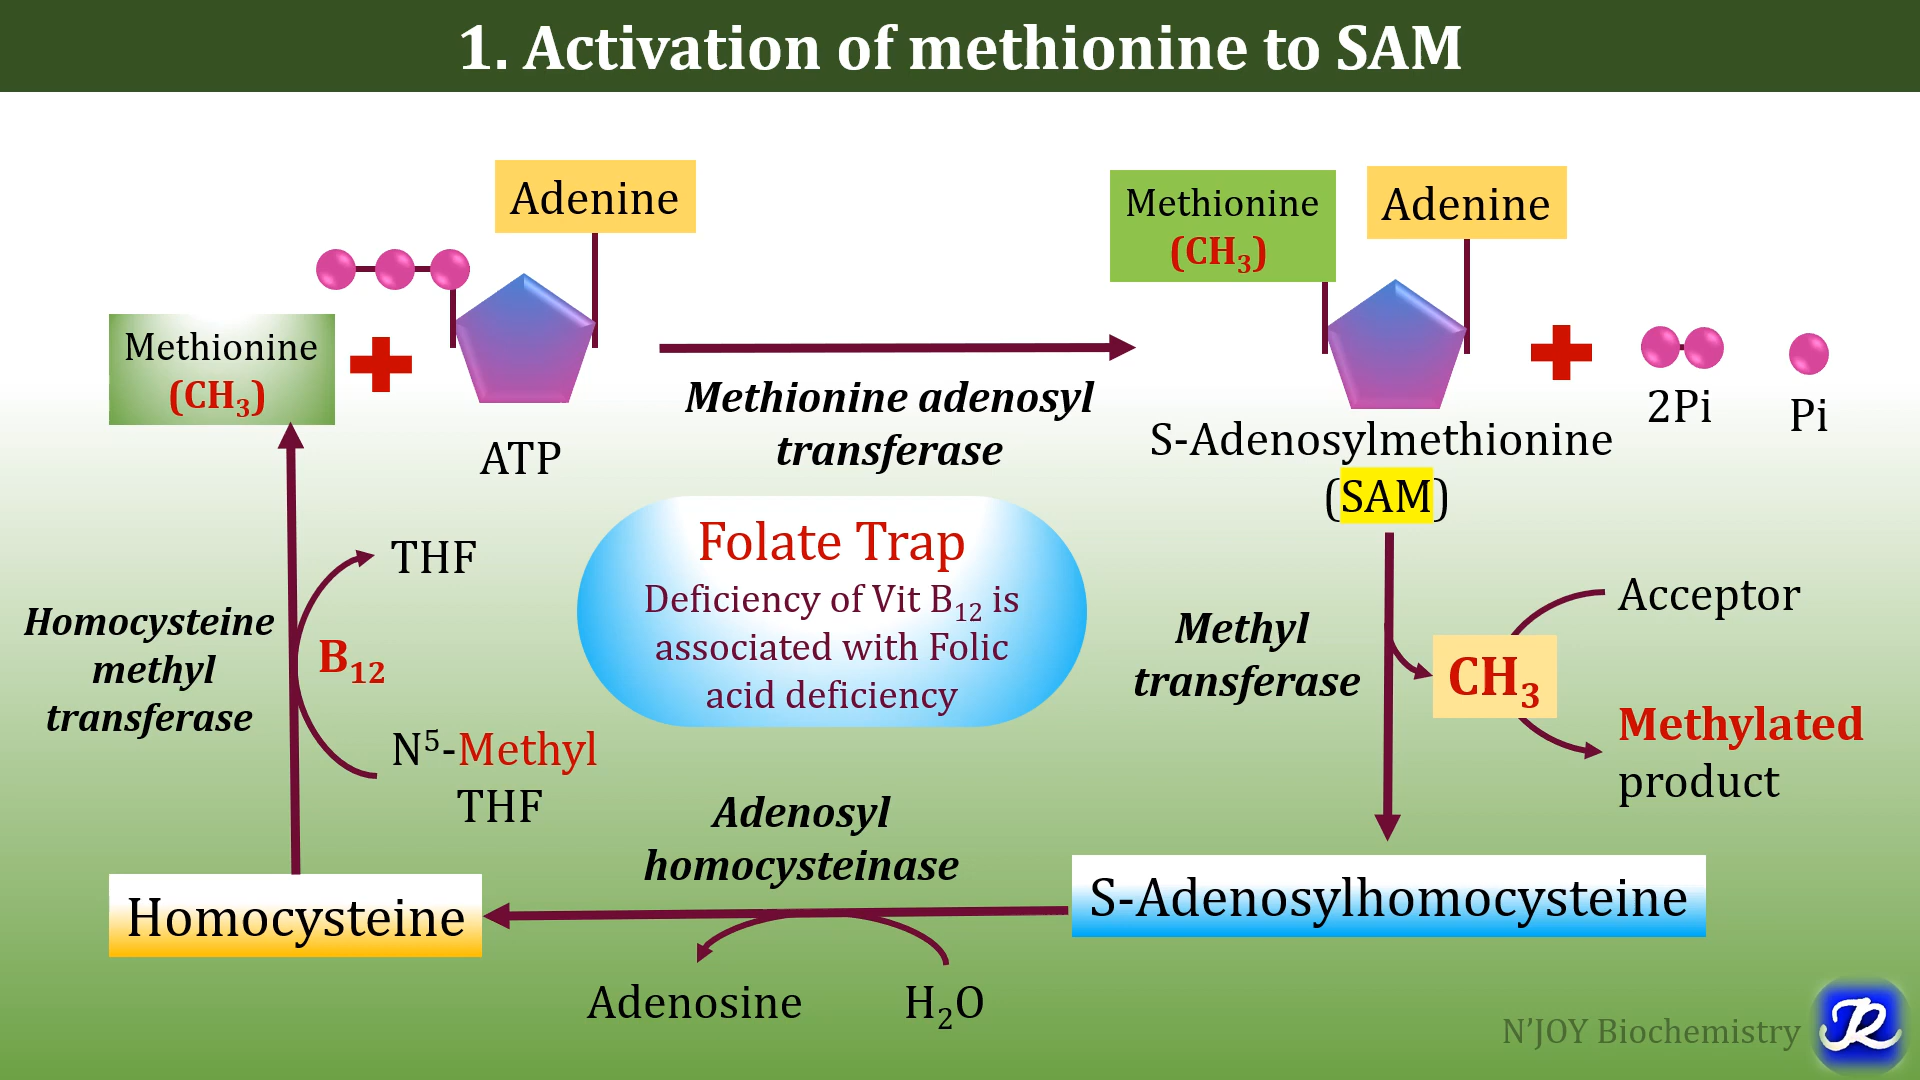 1. Activation of methionine to SAM
Adenine
Methionine
(CH₃)
ATP
Methionine adenosyl
transferase
Methionine
(CH₃)
Adenine
S-Adenosylmethionine
(SAM)
2Pi
Pi
Folate Trap
Deficiency of Vit B₁₂ is
associated with Folic
acid deficiency
THF
Homocysteine
methyl
transferase
B₁₂
N⁵-Methyl
THF
Methyl
transferase
Acceptor
CH₃
Methylated
product
Adenosyl
homocysteinase
Homocysteine
S-Adenosylhomocysteine
Adenosine
H₂O
N'JOY Biochemistry
R